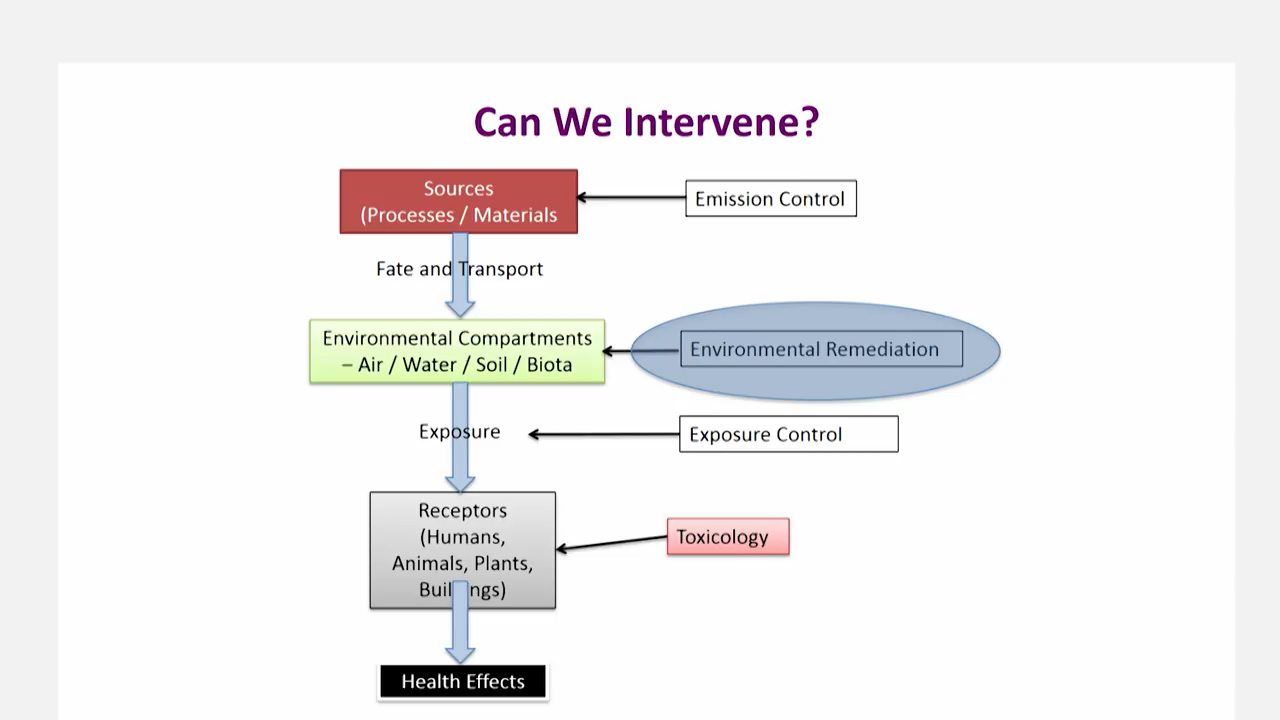 Can We Intervene?
Sources
(Processes / Materials
Emission Control
Fate and Transport
Environmental Compartments
– Air / Water / Soil / Biota
Environmental Remediation
Exposure
Exposure Control
Receptors
(Humans,
Animals, Plants,
Buildings)
Toxicology
Health Effects